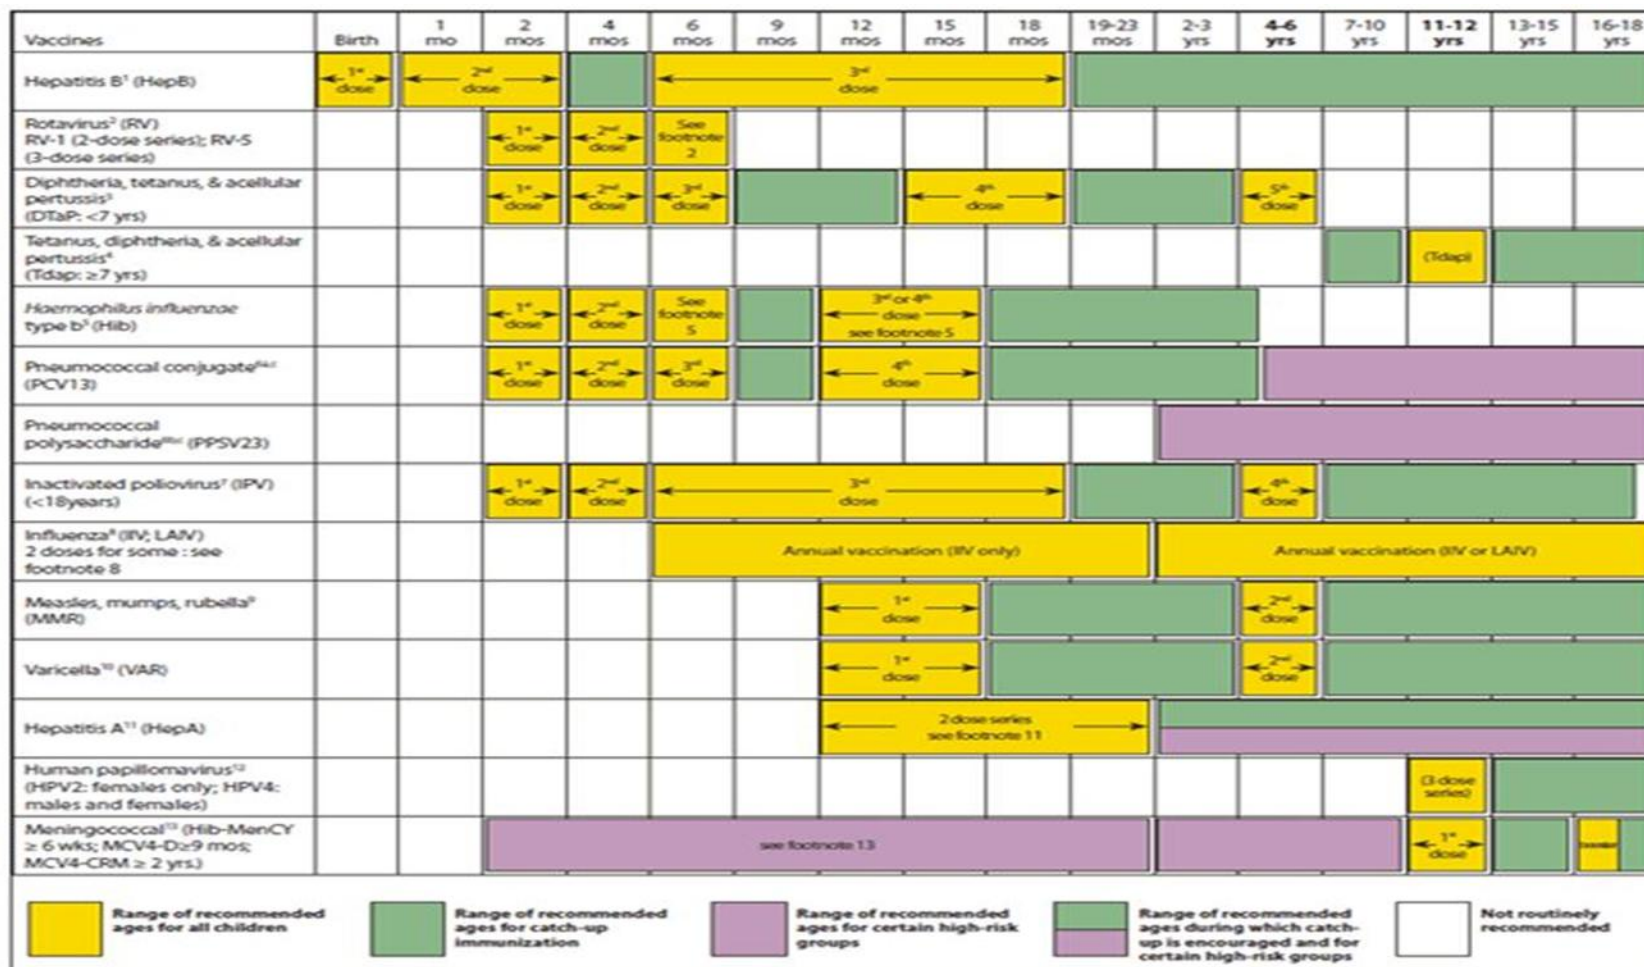 Vaccines Birth 1 mo 2 mos 4 mos 6 mos 9 mos 12 mos 15 mos 18 mos 19-23 mos 2-3 yrs 4-6 yrs 7-10 yrs 11-12 yrs 13-15 yrs 16-18 yrs
Hepatitis B¹ (HepB)
1st dose
2nd dose
3rd dose
Rotavirus² (RV)
RV-1 (2-dose series); RV-5
(3-dose series)
1st dose
2nd dose
See footnote 2
Diphtheria, tetanus, & acellular
pertussis³
(DTaP: <7 yrs)
1st dose
2nd dose
3rd dose
4th dose
5th dose
Tetanus, diphtheria, & acellular
pertussis⁴
(Tdap: ≥7 yrs)
(Tdap)
Haemophilus influenzae
type b⁵ (Hib)
1st dose
2nd dose
See footnote 5
3rd or 4th
dose
see footnote 5
Pneumococcal conjugate
(PCV13)
1st dose
2nd dose
3rd dose
4th dose
Pneumococcal
polysaccharide (PPSV23)
Inactivated poliovirus⁷ (IPV)
(<18years)
1st dose
2nd dose
3rd dose
4th dose
Influenza⁸ (IIV; LAIV)
2 doses for some : see
footnote 8
Annual vaccination (IIV only)
Annual vaccination (IIV or LAIV)
Measles, mumps, rubella⁹
(MMR)
1st dose
2nd dose
Varicella¹⁰ (VAR)
1st dose
2nd dose
Hepatitis A¹¹ (HepA)
2 dose series
see footnote 11
Human papillomavirus¹²
(HPV2: females only; HPV4:
males and females)
(3 dose
series)
Meningococcal¹³ (Hib-MenCY
≥ 6 wks; MCV4-D≥9 mos;
MCV4-CRM ≥ 2 yrs.)
see footnote 13
1st dose
Range of recommended
ages for all children
Range of recommended
ages for catch-up
immunization
Range of recommended
ages for certain high-risk
groups
Range of recommended
ages during which catch-
up is encouraged and for
certain high-risk groups
Not routinely
recommended